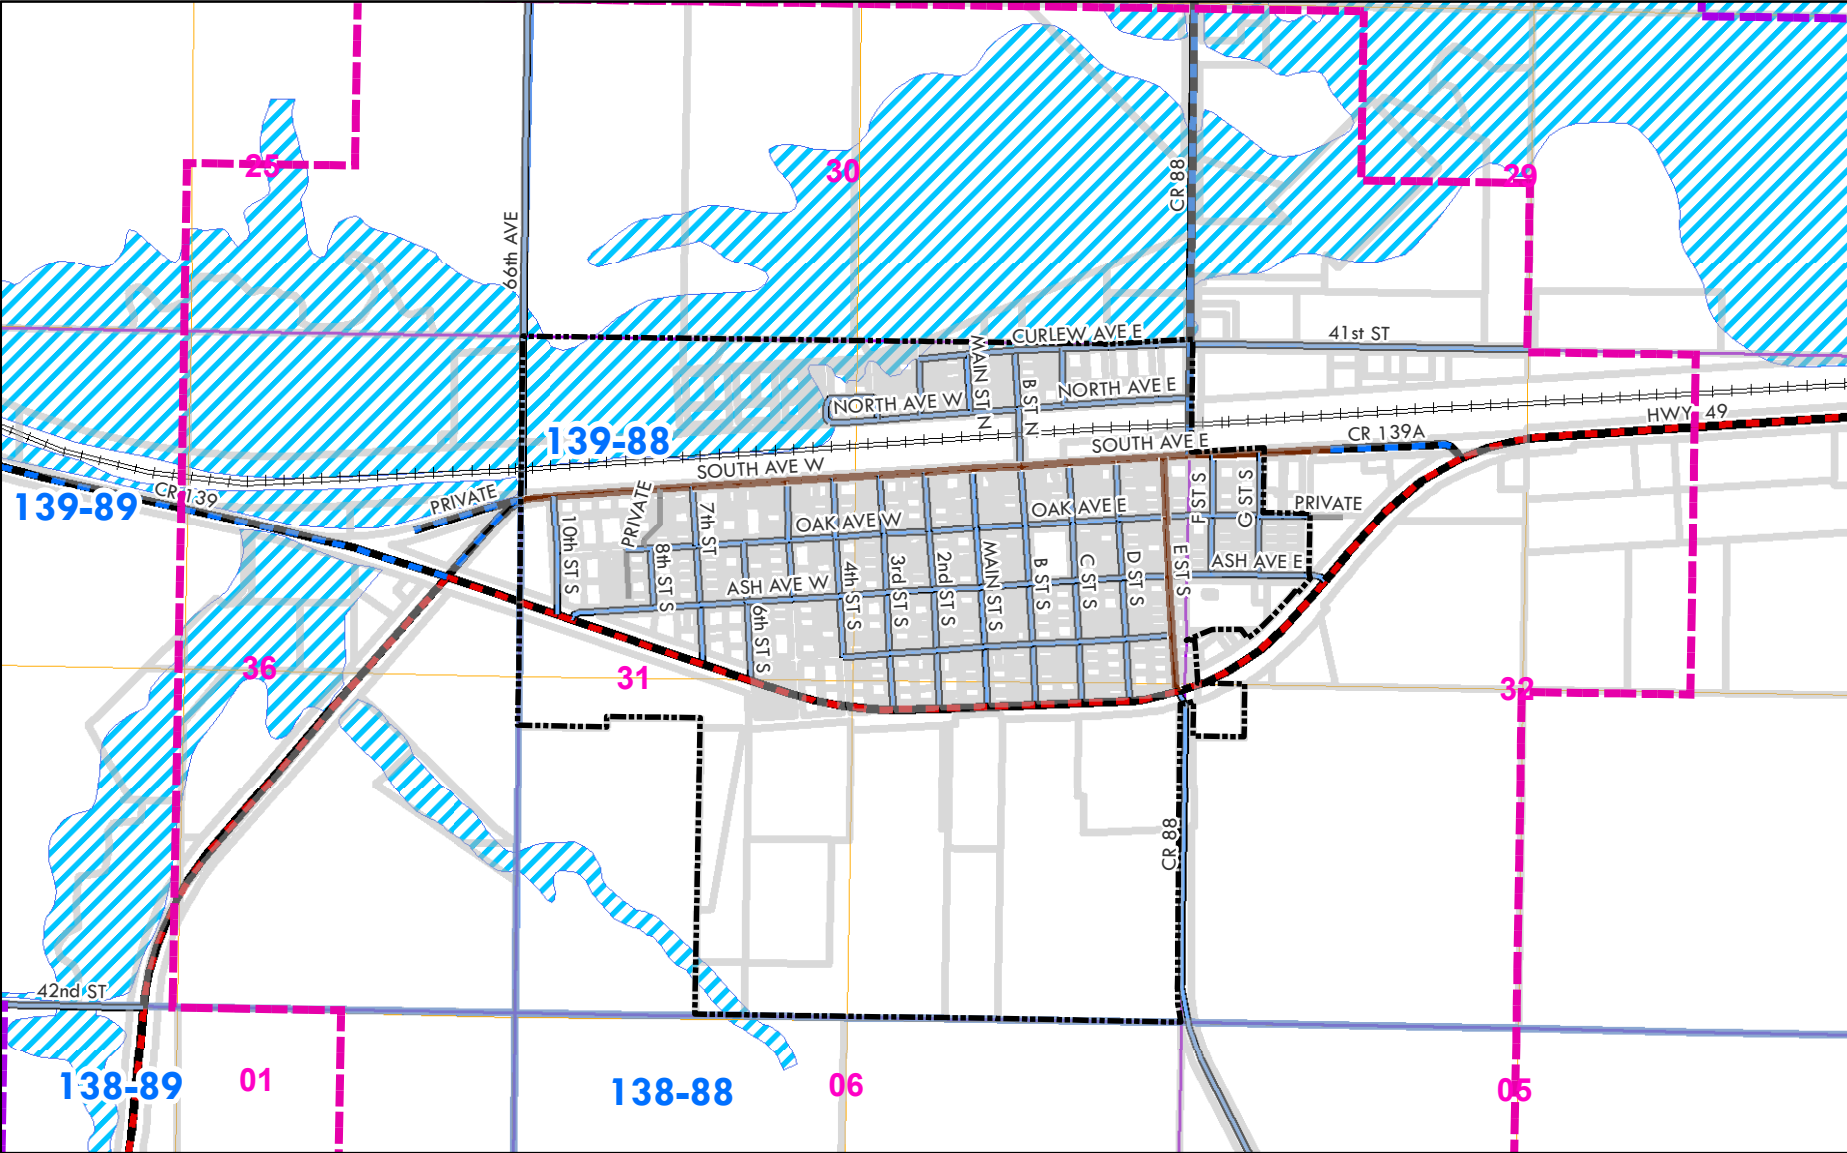 25
30
29
CR 88
66th AVE
CURLEW AVE E
41st ST
MAIN ST N
B ST N
NORTH AVE W
NORTH AVE E
HWY 49
139-88
SOUTH AVE E
CR 139A
SOUTH AVE W
139-89
CR 139
PRIVATE
PRIVATE
7th ST
OAK AVE W
OAK AVE E
F ST S
G ST S
PRIVATE
10th ST S
8th ST S
ASH AVE W
4th ST S
3rd ST S
2nd ST S
MAIN ST S
B ST S
C ST S
D ST S
E ST S
ASH AVE E
6th ST S
36
31
32
CR 88
42nd ST
138-89
01
138-88
06
05